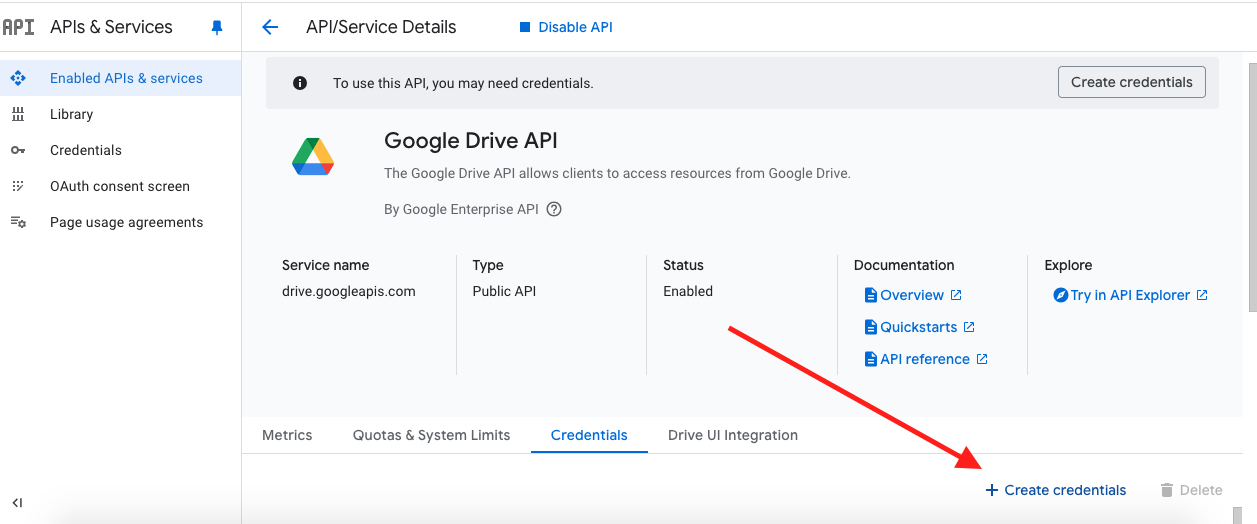 API APIs & Services
API/Service Details
Disable API
Enabled APIs & services
Library
Credentials
OAuth consent screen
Page usage agreements
To use this API, you may need credentials.
Create credentials
Google Drive API
The Google Drive API allows clients to access resources from Google Drive.
By Google Enterprise API
Service name
drive.googleapis.com
Type
Public API
Status
Enabled
Documentation
Overview
Quickstarts
API reference
Explore
Try in API Explorer
Metrics
Quotas & System Limits
Credentials
Drive UI Integration
+ Create credentials
Delete